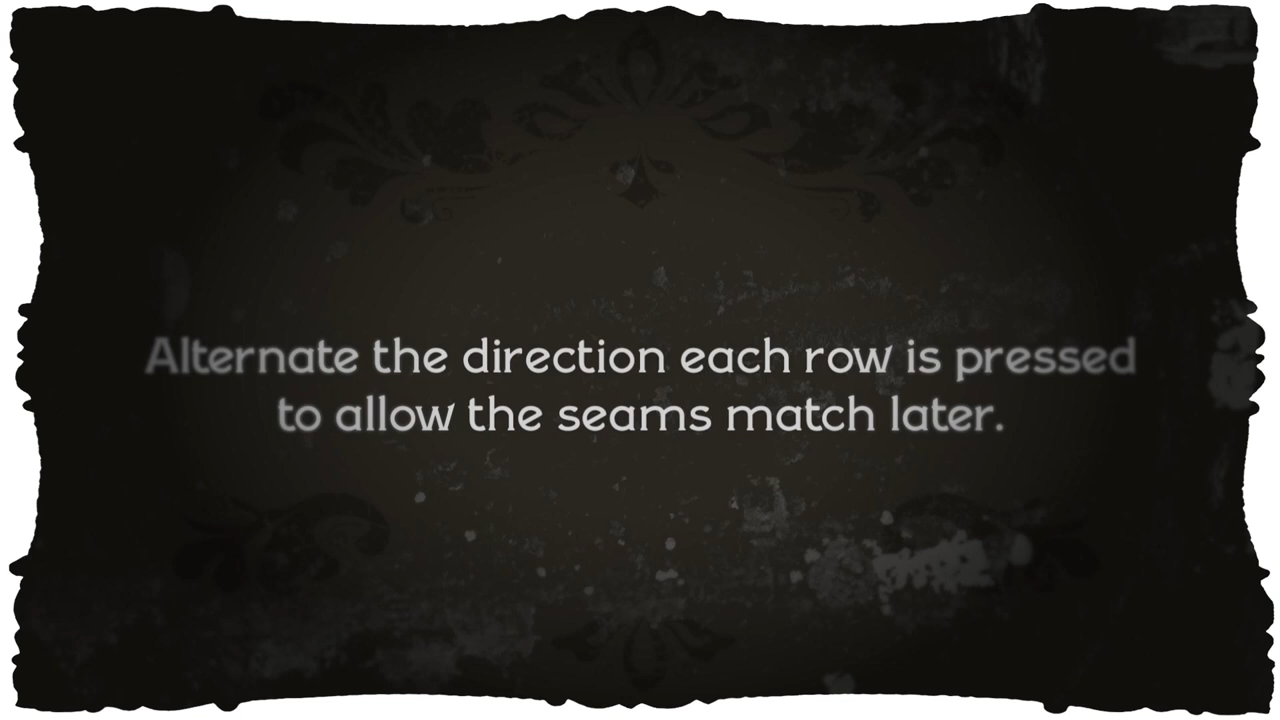 Alternate the direction each row is pressed
to allow the seams match later.